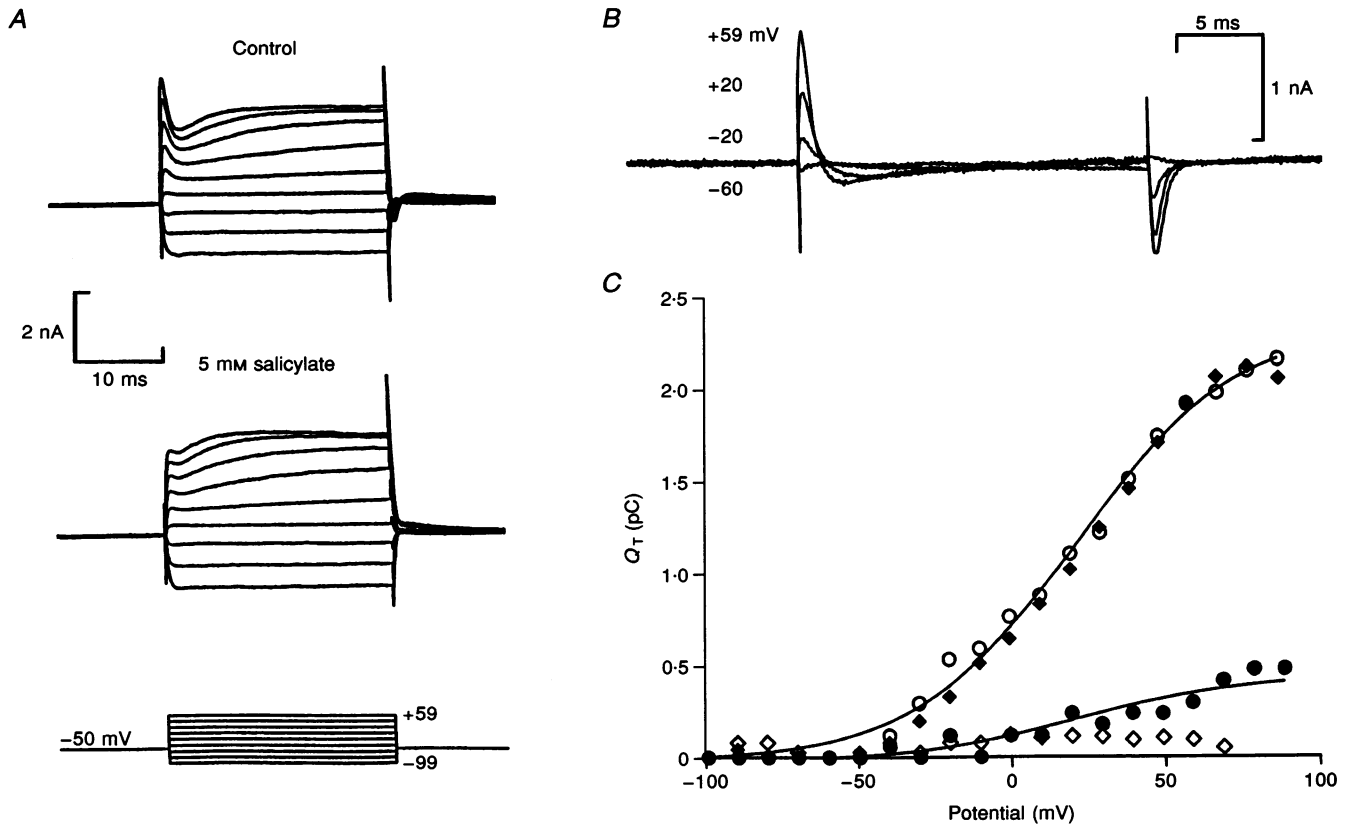 A
Control
2 nA
10 ms
5 mM salicylate
−50 mV
+59
−99
B
+59 mV
+20
−20
−60
5 ms
1 nA
C
2·5
2·0
1·5
1·0
0·5
0
QT (pC)
−100
−50
0
50
100
Potential (mV)